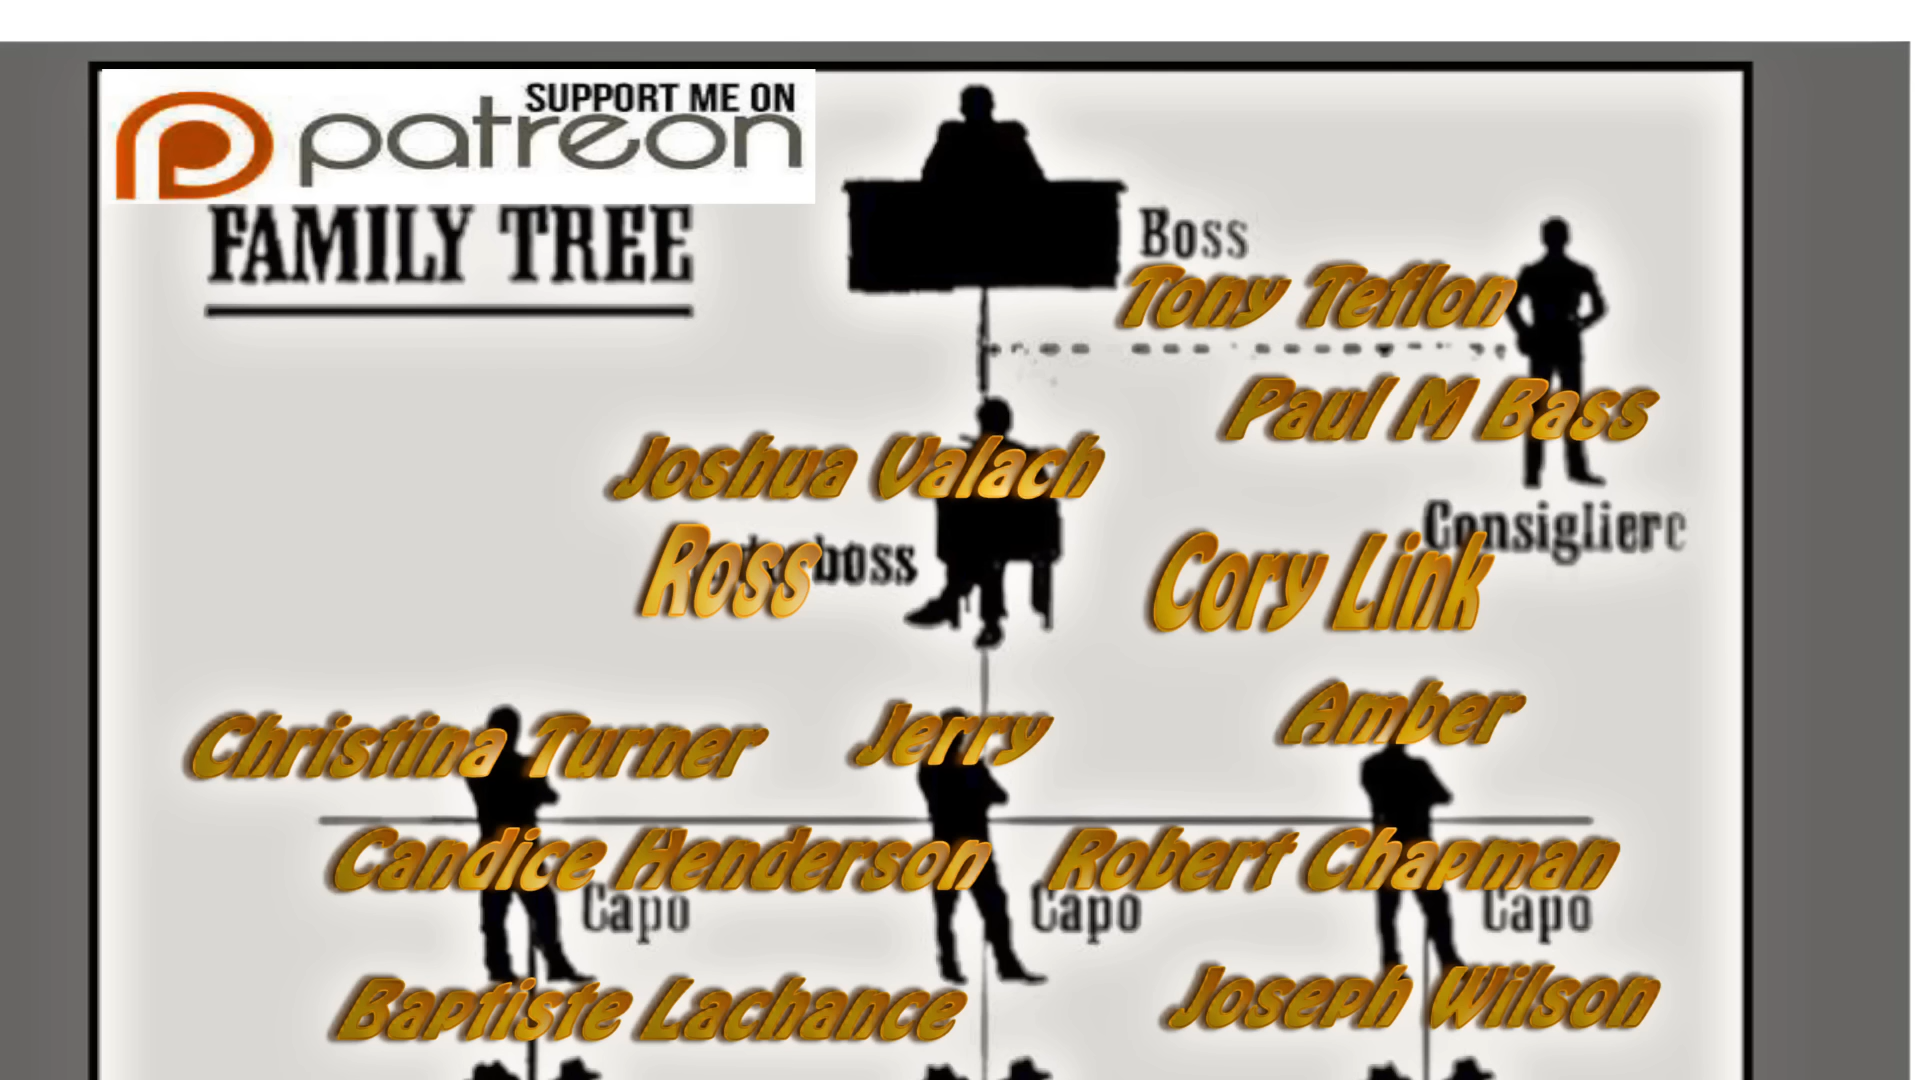 SUPPORT ME ON
patreon
FAMILY TREE
Boss
Tony Teflon
Paul M Bass
Joshua Valach
Consigliere
Ross boss
Cory Link
Amber
Christina Turner
Jerry
Candice Henderson
Robert Chapman
Capo
Capo
Capo
Baptiste Lachance
Joseph Wilson